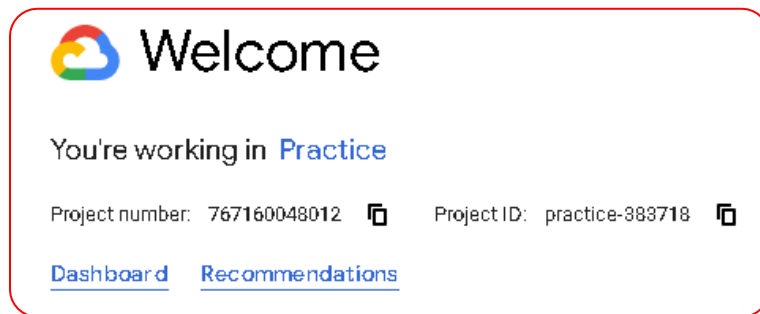 Welcome
You're working in Practice
Project number: 767160048012 Project ID: practice-383718
Dashboard Recommendations